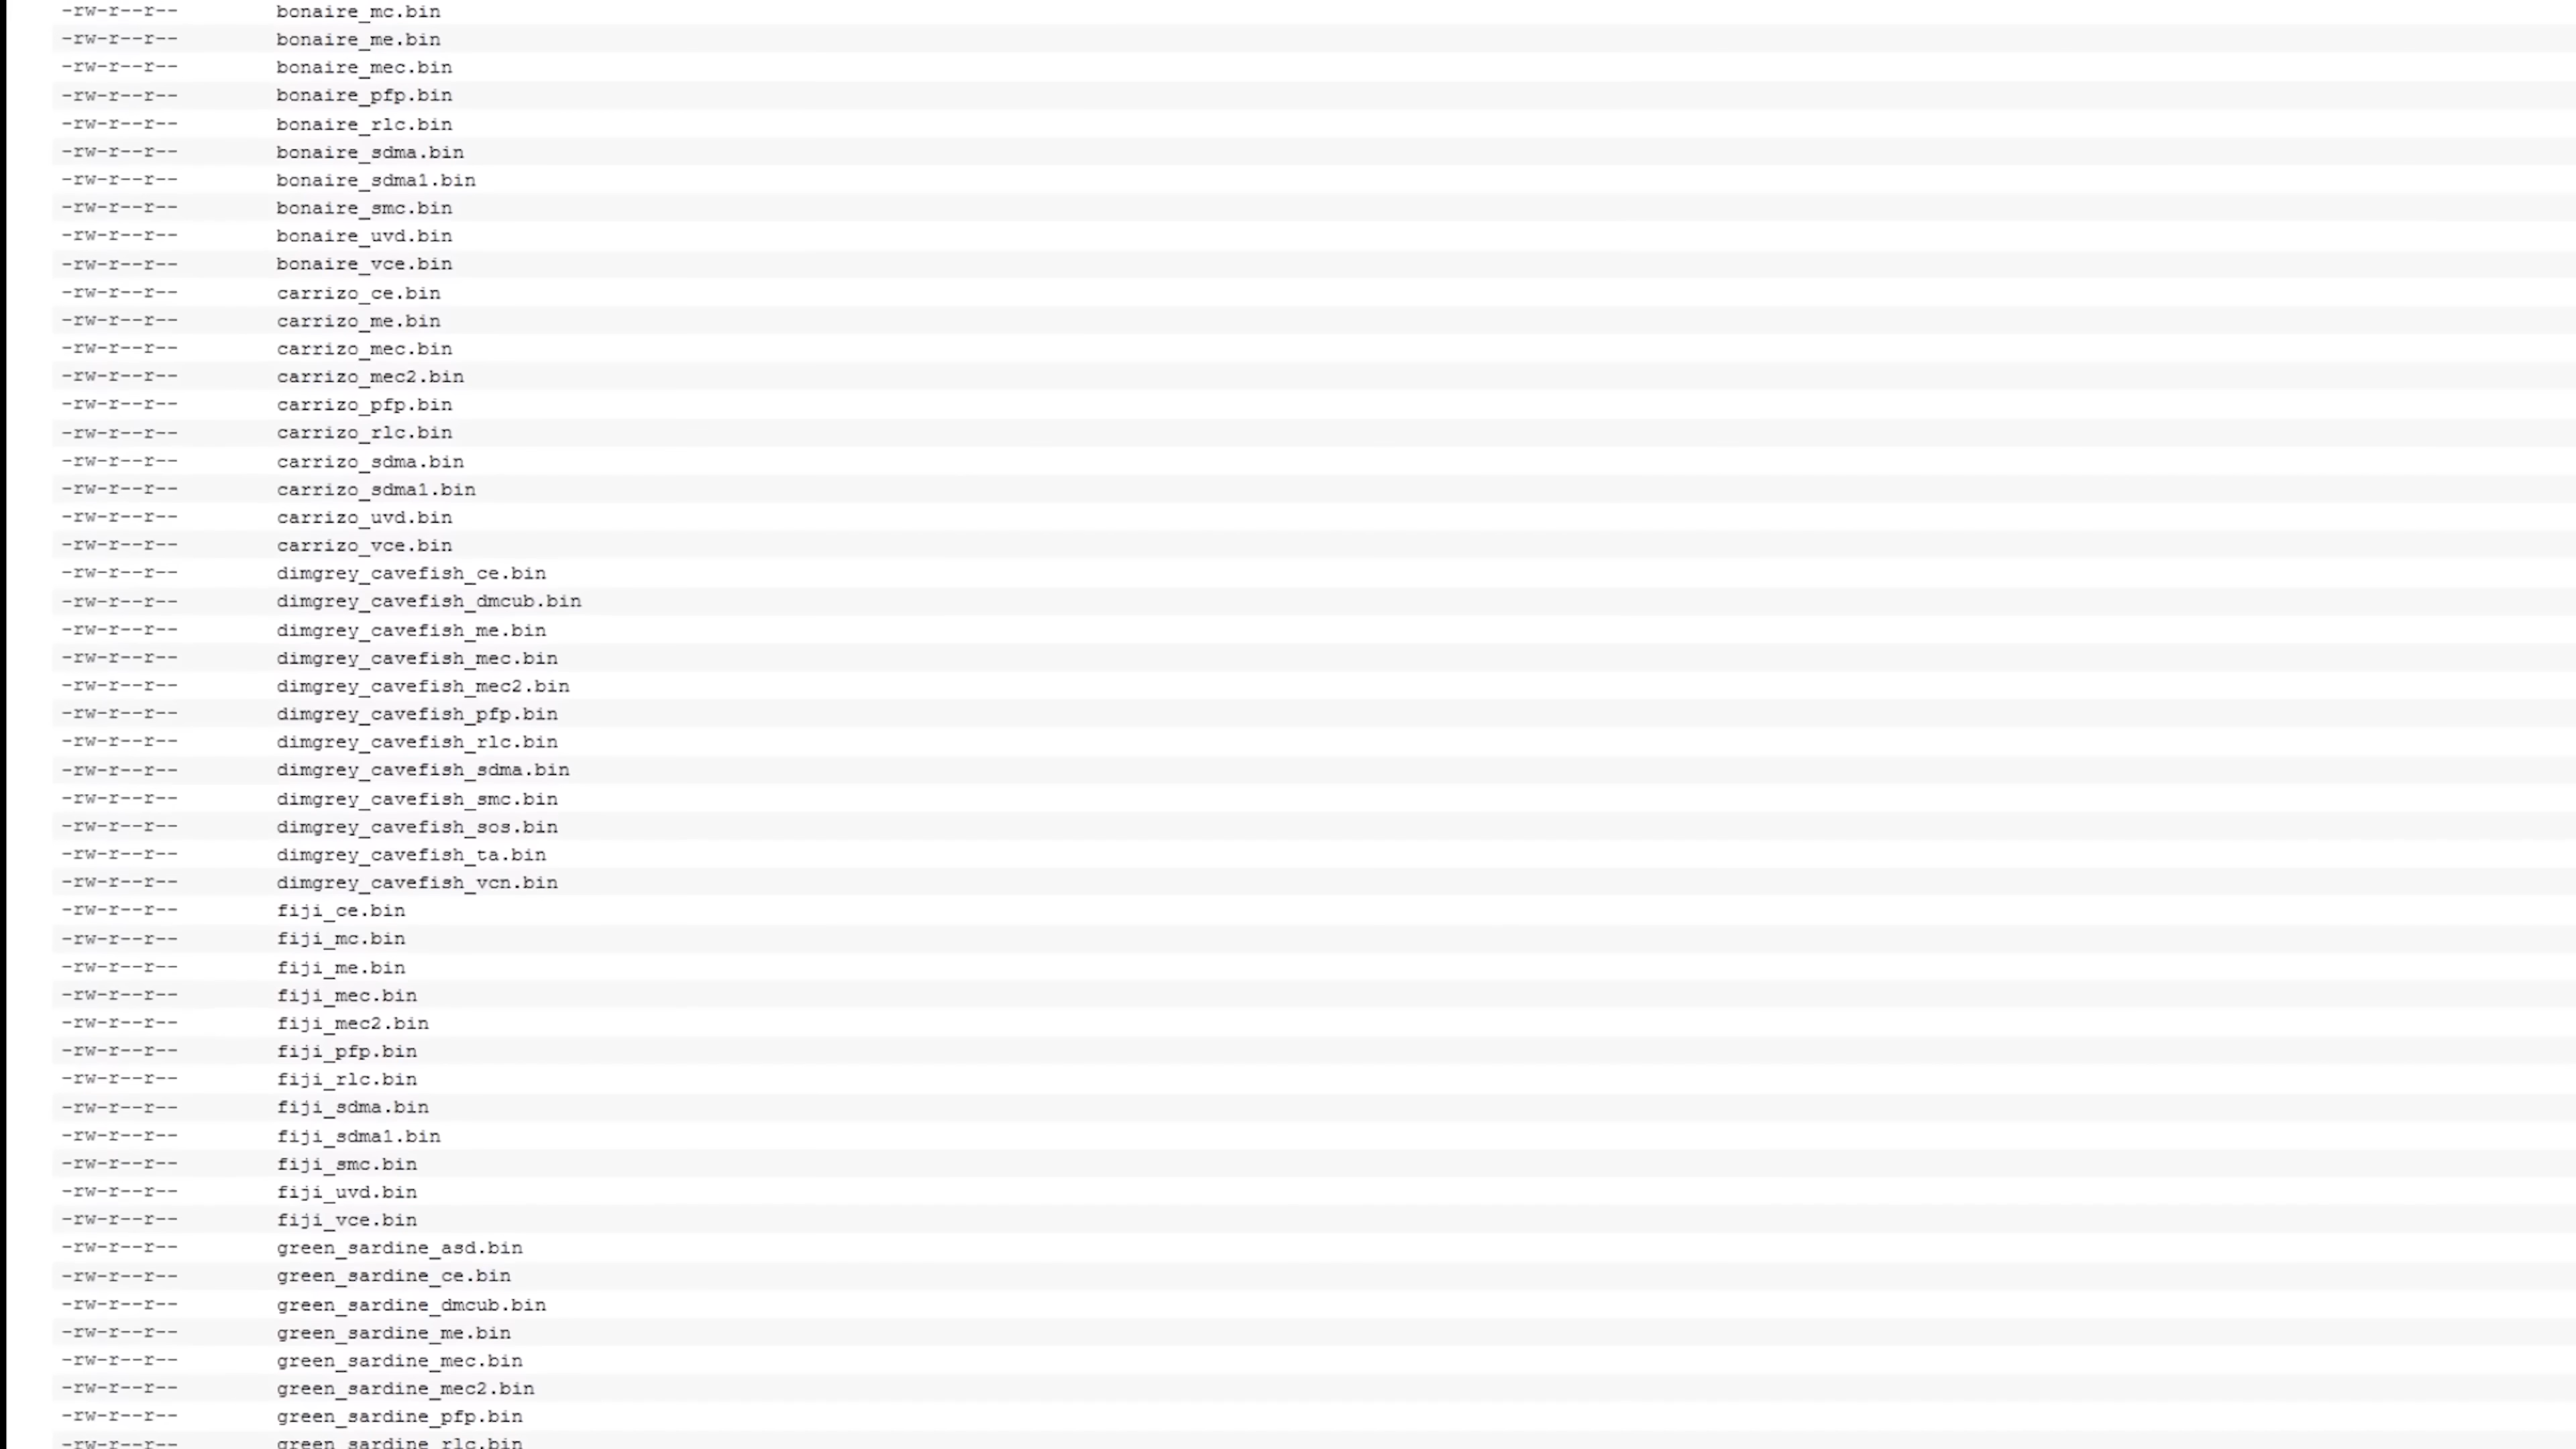 -rw-r--r-- bonaire_mc.bin
-rw-r--r-- bonaire_me.bin
-rw-r--r-- bonaire_mec.bin
-rw-r--r-- bonaire_pfp.bin
-rw-r--r-- bonaire_rlc.bin
-rw-r--r-- bonaire_sdma.bin
-rw-r--r-- bonaire_sdma1.bin
-rw-r--r-- bonaire_smc.bin
-rw-r--r-- bonaire_uvd.bin
-rw-r--r-- bonaire_vce.bin
-rw-r--r-- carrizo_ce.bin
-rw-r--r-- carrizo_me.bin
-rw-r--r-- carrizo_mec.bin
-rw-r--r-- carrizo_mec2.bin
-rw-r--r-- carrizo_pfp.bin
-rw-r--r-- carrizo_rlc.bin
-rw-r--r-- carrizo_sdma.bin
-rw-r--r-- carrizo_sdma1.bin
-rw-r--r-- carrizo_uvd.bin
-rw-r--r-- carrizo_vce.bin
-rw-r--r-- dimgrey_cavefish_ce.bin
-rw-r--r-- dimgrey_cavefish_dmcub.bin
-rw-r--r-- dimgrey_cavefish_me.bin
-rw-r--r-- dimgrey_cavefish_mec.bin
-rw-r--r-- dimgrey_cavefish_mec2.bin
-rw-r--r-- dimgrey_cavefish_pfp.bin
-rw-r--r-- dimgrey_cavefish_rlc.bin
-rw-r--r-- dimgrey_cavefish_sdma.bin
-rw-r--r-- dimgrey_cavefish_smc.bin
-rw-r--r-- dimgrey_cavefish_sos.bin
-rw-r--r-- dimgrey_cavefish_ta.bin
-rw-r--r-- dimgrey_cavefish_vcn.bin
-rw-r--r-- fiji_ce.bin
-rw-r--r-- fiji_mc.bin
-rw-r--r-- fiji_me.bin
-rw-r--r-- fiji_mec.bin
-rw-r--r-- fiji_mec2.bin
-rw-r--r-- fiji_pfp.bin
-rw-r--r-- fiji_rlc.bin
-rw-r--r-- fiji_sdma.bin
-rw-r--r-- fiji_sdma1.bin
-rw-r--r-- fiji_smc.bin
-rw-r--r-- fiji_uvd.bin
-rw-r--r-- fiji_vce.bin
-rw-r--r-- green_sardine_asd.bin
-rw-r--r-- green_sardine_ce.bin
-rw-r--r-- green_sardine_dmcub.bin
-rw-r--r-- green_sardine_me.bin
-rw-r--r-- green_sardine_mec.bin
-rw-r--r-- green_sardine_mec2.bin
-rw-r--r-- green_sardine_pfp.bin
-rw-r--r-- green_sardine_rlc.bin